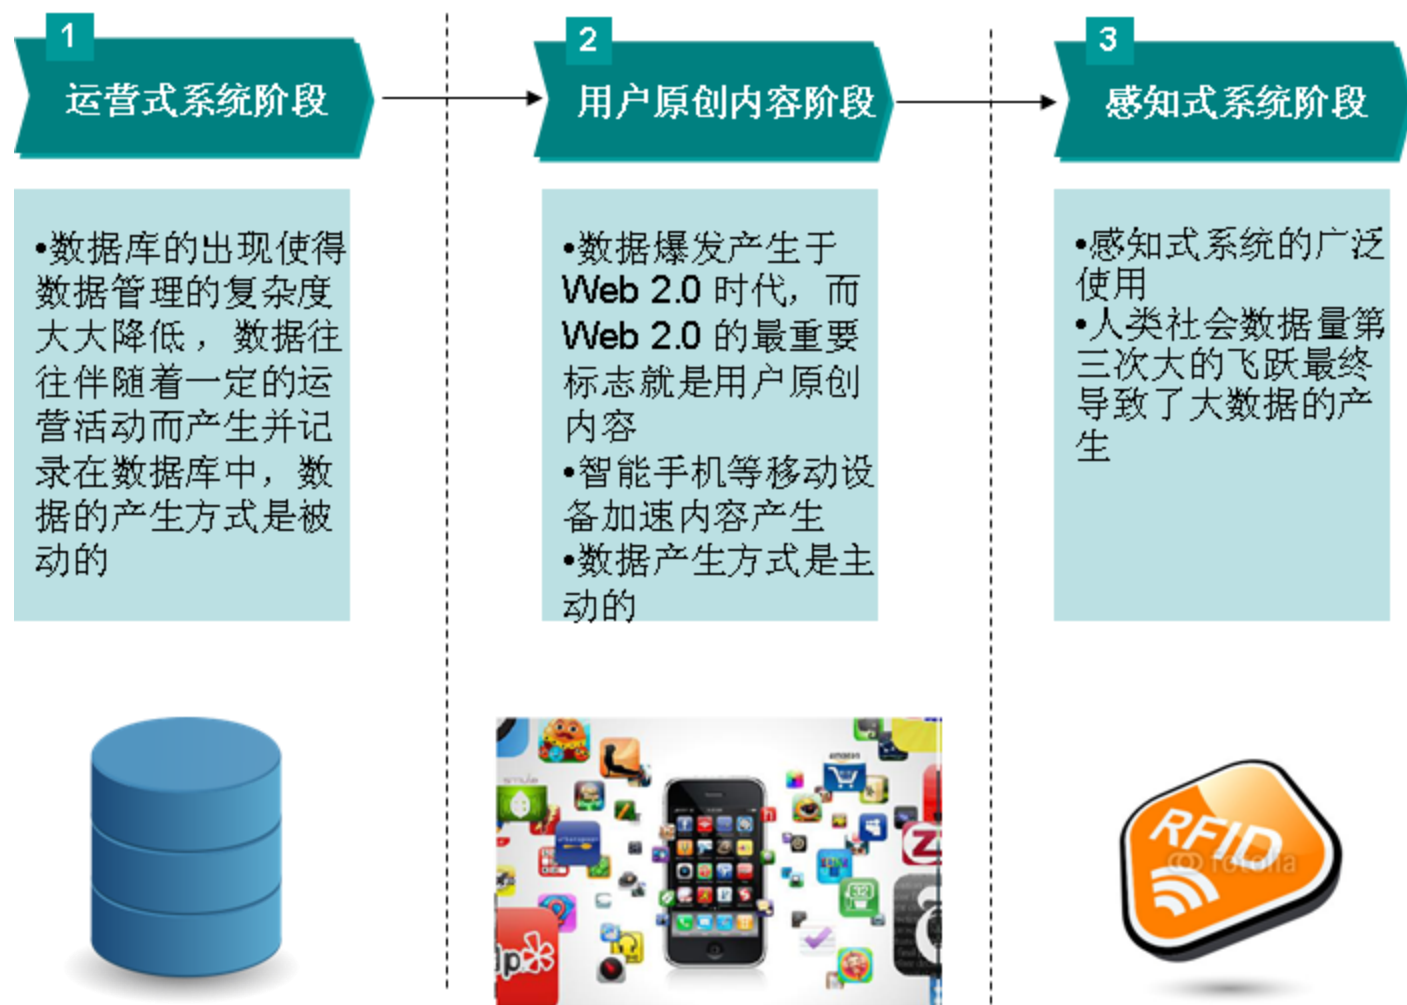 1
运营式系统阶段
•数据库的出现使得
数据管理的复杂度
大大降低，数据往
往伴随着一定的运
营活动而产生并记
录在数据库中，数
据的产生方式是被
动的
2
用户原创内容阶段
•数据爆发产生于
Web 2.0 时代，而
Web 2.0 的最重要
标志就是用户原创
内容
•智能手机等移动设
备加速内容产生
•数据产生方式是主
动的
3
感知式系统阶段
•感知式系统的广泛
使用
•人类社会数据量第
三次大的飞跃最终
导致了大数据的产
生
smule
amazon
Z
32
lp
RFID
fotolia